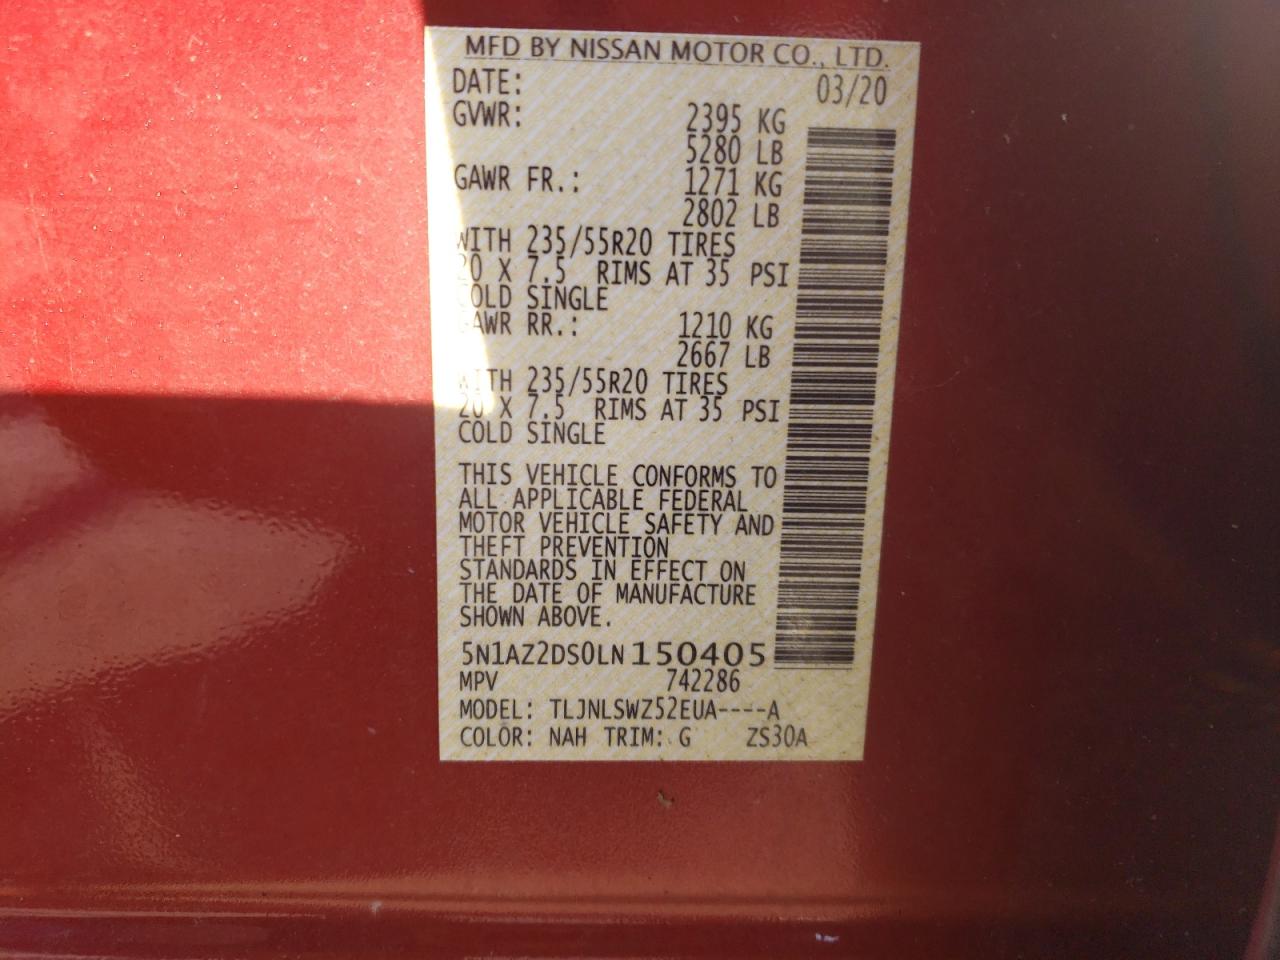 MFD BY NISSAN MOTOR CO., LTD.
DATE: 03/20
GVWR: 2395 KG
5280 LB
GAWR FR.: 1271 KG
2802 LB
WITH 235/55R20 TIRES
20 X 7.5 RIMS AT 35 PSI
COLD SINGLE
GAWR RR.: 1210 KG
2667 LB
WITH 235/55R20 TIRES
20 X 7.5 RIMS AT 35 PSI
COLD SINGLE
THIS VEHICLE CONFORMS TO
ALL APPLICABLE FEDERAL
MOTOR VEHICLE SAFETY AND
THEFT PREVENTION
STANDARDS IN EFFECT ON
THE DATE OF MANUFACTURE
SHOWN ABOVE.
5N1AZ2DS0LN150405
MPV 742286
MODEL: TLJNLSWZ52EUA----A
COLOR: NAH TRIM: G ZS30A